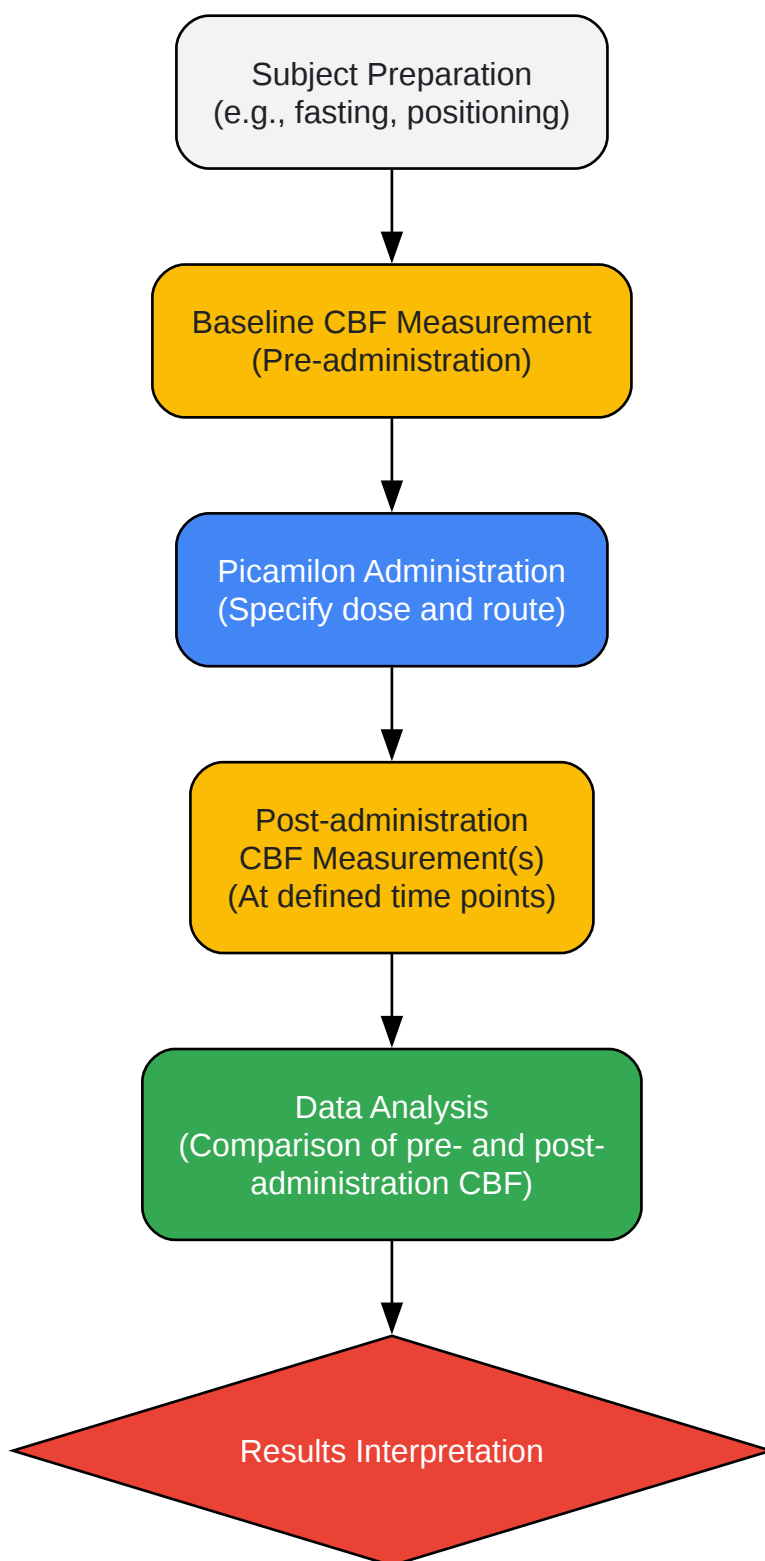 Subject Preparation
(e.g., fasting, positioning)
Baseline CBF Measurement
(Pre-administration)
Picamilon Administration
(Specify dose and route)
Post-administration
CBF Measurement(s)
(At defined time points)
Data Analysis
(Comparison of pre- and post-
administration CBF)
Results Interpretation